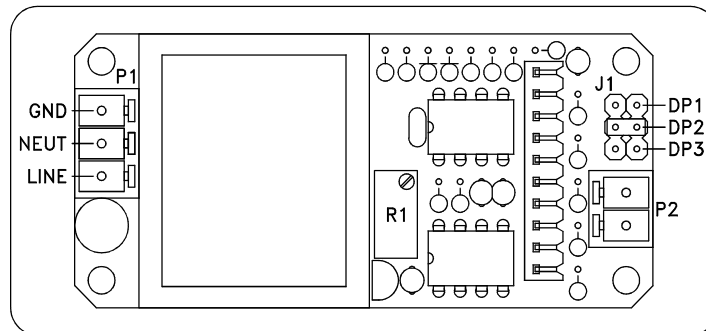 P1
GND
NEUT
LINE
R1
J1
DP1
DP2
DP3
P2